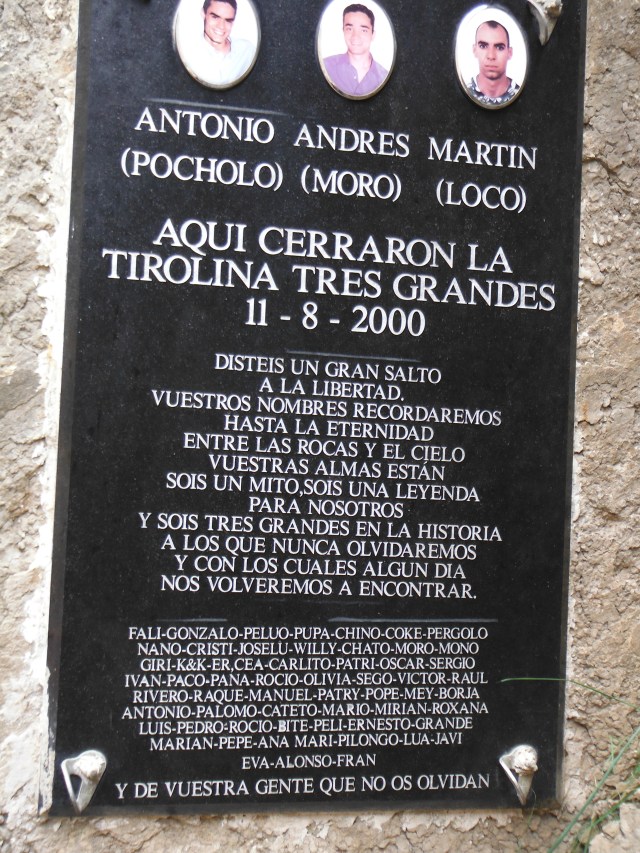 ANTONIO ANDRES MARTIN
(POCHOLO) (MORO) (LOCO)
AQUI CERRARON LA
TIROLINA TRES GRANDES
11 - 8 - 2000
DISTEIS UN GRAN SALTO
A LA LIBERTAD.
VUESTROS NOMBRES RECORDAREMOS
HASTA LA ETERNIDAD
ENTRE LAS ROCAS Y EL CIELO
VUESTRAS ALMAS ESTÁN
SOIS UN MITO,SOIS UNA LEYENDA
PARA NOSOTROS
Y SOIS TRES GRANDES EN LA HISTORIA
A LOS QUE NUNCA OLVIDAREMOS
Y CON LOS CUALES ALGUN DIA
NOS VOLVEREMOS A ENCONTRAR.
FALI-GONZALO-PELUO-PUPA-CHINO-COKE-PERGOLO
NANO-CRISTI-JOSELU-WILLY-CHATO-MORO-MONO
GIRI-K&K-ER,CEA-CARLITO-PATRI-OSCAR-SERGIO
IVAN-PACO-PANA-ROCIO-OLIVIA-SEGO-VICTOR-RAUL
RIVERO-RAQUE-MANUEL-PATRY-POPE-MEY-BORJA
ANTONIO-PALOMO-CATETO-MARIO-MIRIAN-ROXANA
LUIS-PEDRO-ROCIO-BITE-PELI-ERNESTO-GRANDE
MARIAN-PEPE-ANA MARI-PILONGO-LUA-JAVI
EVA-ALONSO-FRAN
Y DE VUESTRA GENTE QUE NO OS OLVIDAN